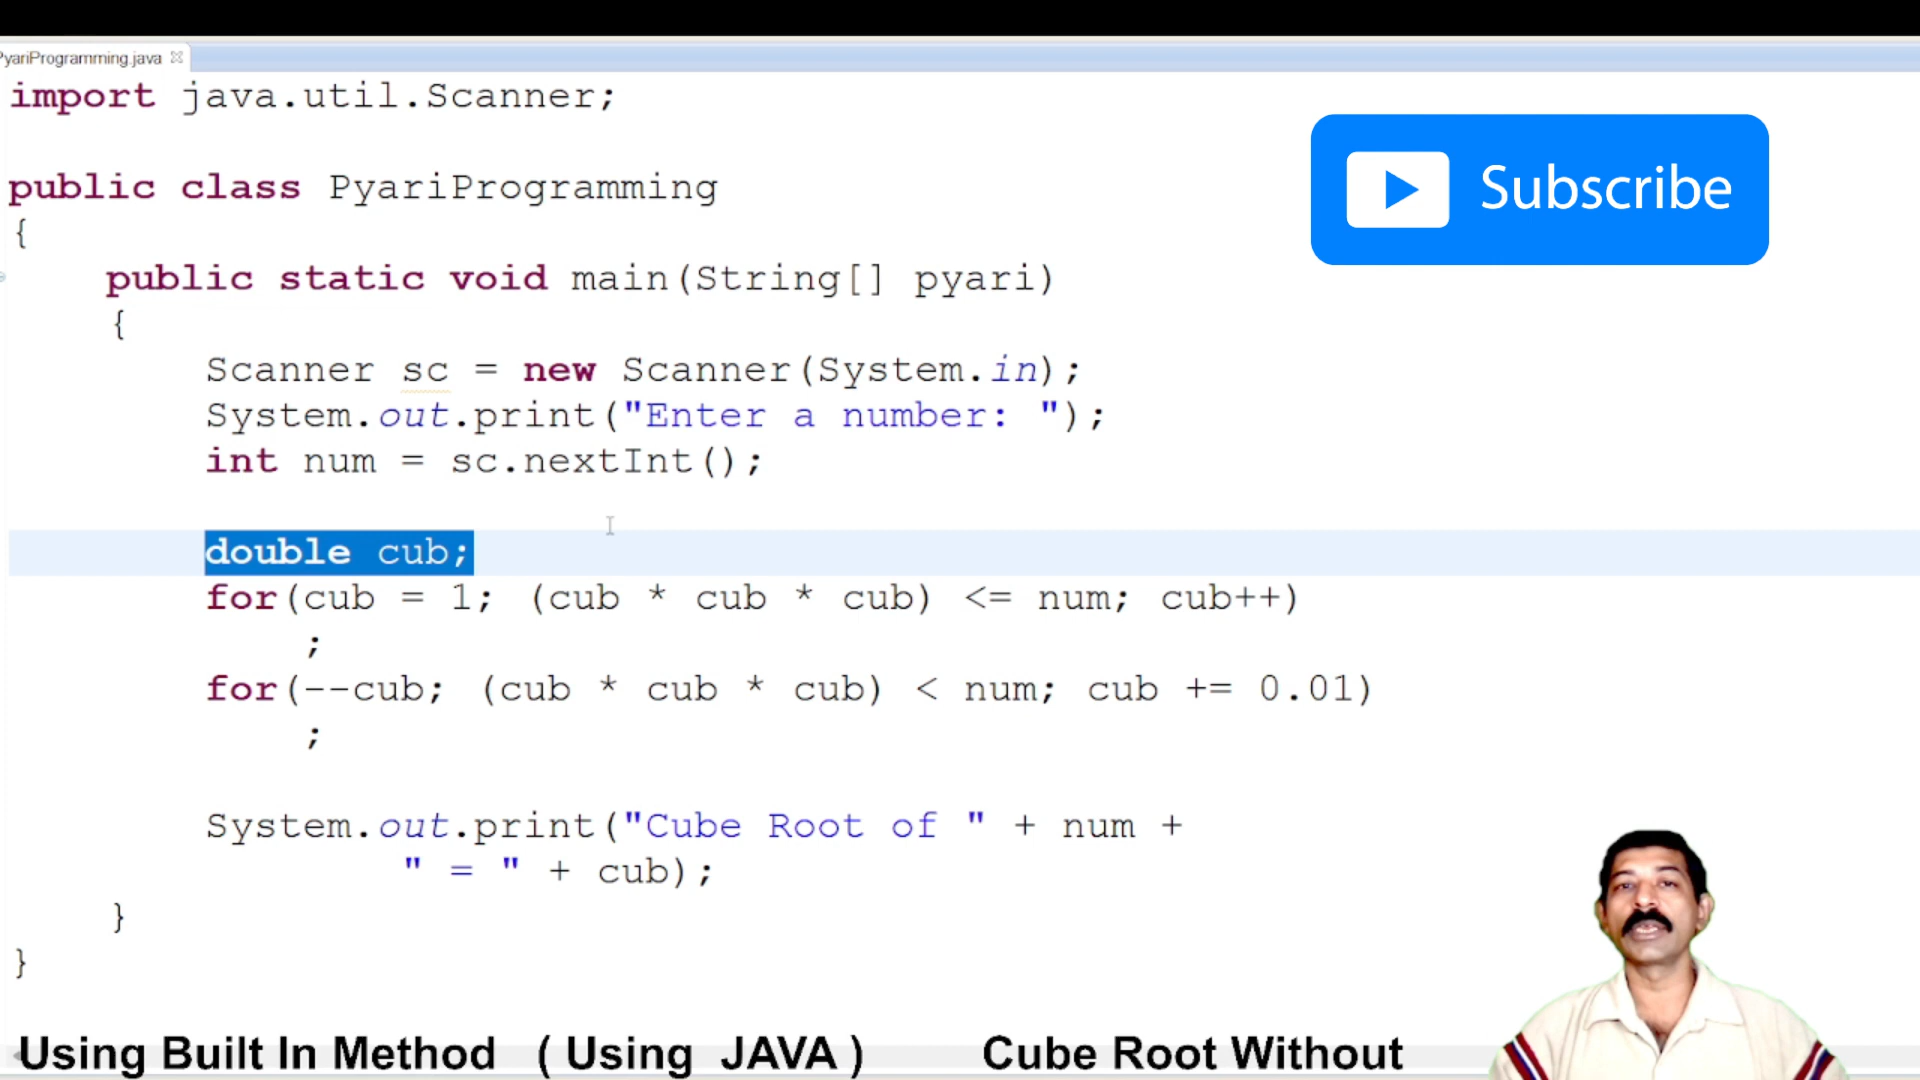 PyariProgramming.java
import java.util.Scanner;
Subscribe
public class PyariProgramming
{
public static void main(String[] pyari)
{
Scanner sc = new Scanner(System.in);
System.out.print("Enter a number: ");
int num = sc.nextInt();
double cub;
for(cub = 1; (cub * cub * cub) <= num; cub++)
;
for(--cub; (cub * cub * cub) < num; cub += 0.01)
;
System.out.print("Cube Root of " + num +
" = " + cub);
}
}
Using Built In Method ( Using JAVA ) Cube Root Without